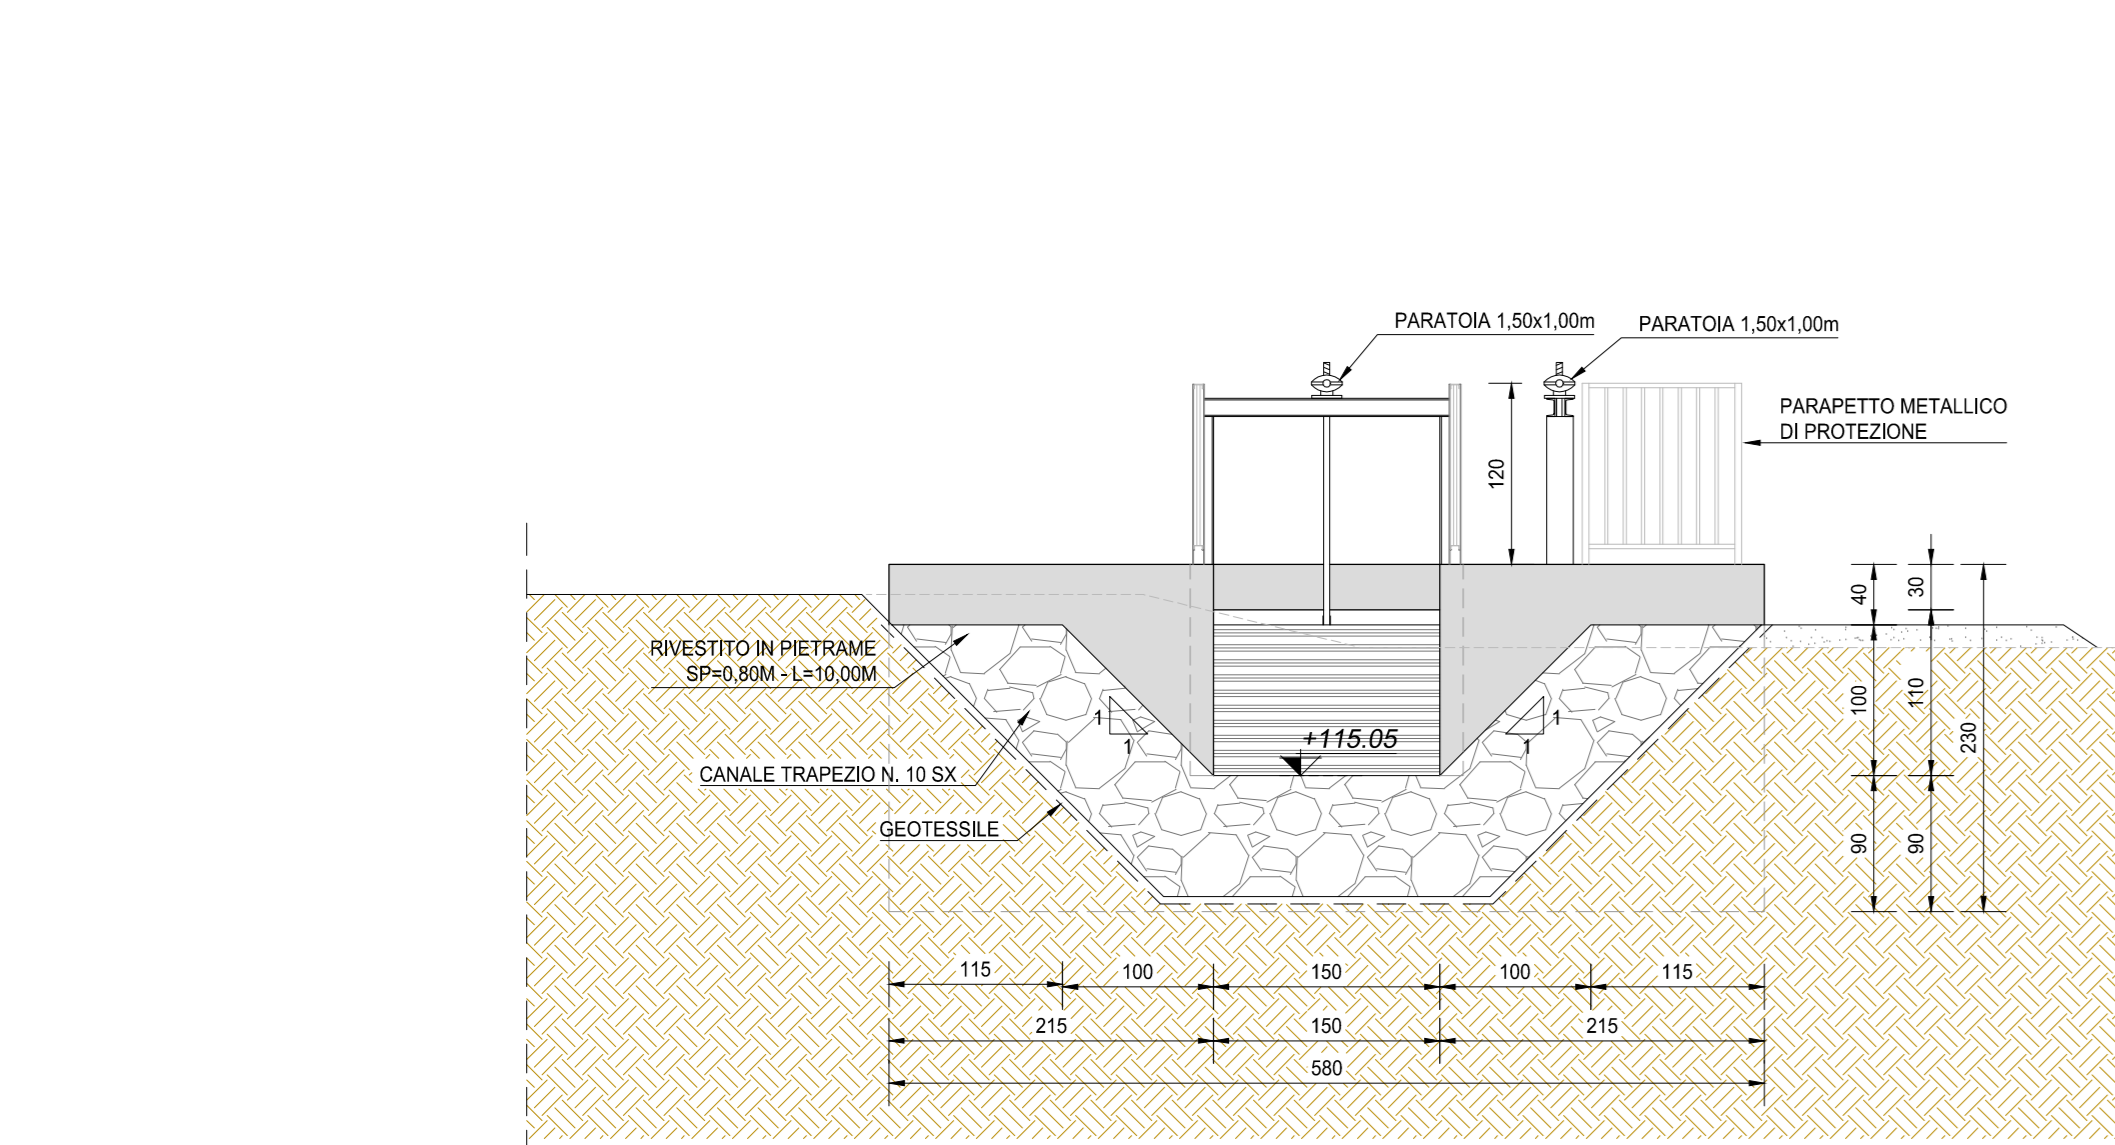 PARATOIA 1,50x1,00m
PARATOIA 1,50x1,00m
PARAPETTO METALLICO
DI PROTEZIONE
120
40
30
RIVESTITO IN PIETRAME
SP=0,80M - L=10,00M
100
110
230
1
1
1
1
+115.05
CANALE TRAPEZIO N. 10 SX
GEOTESSILE
90
90
115
100
150
100
115
215
150
215
580